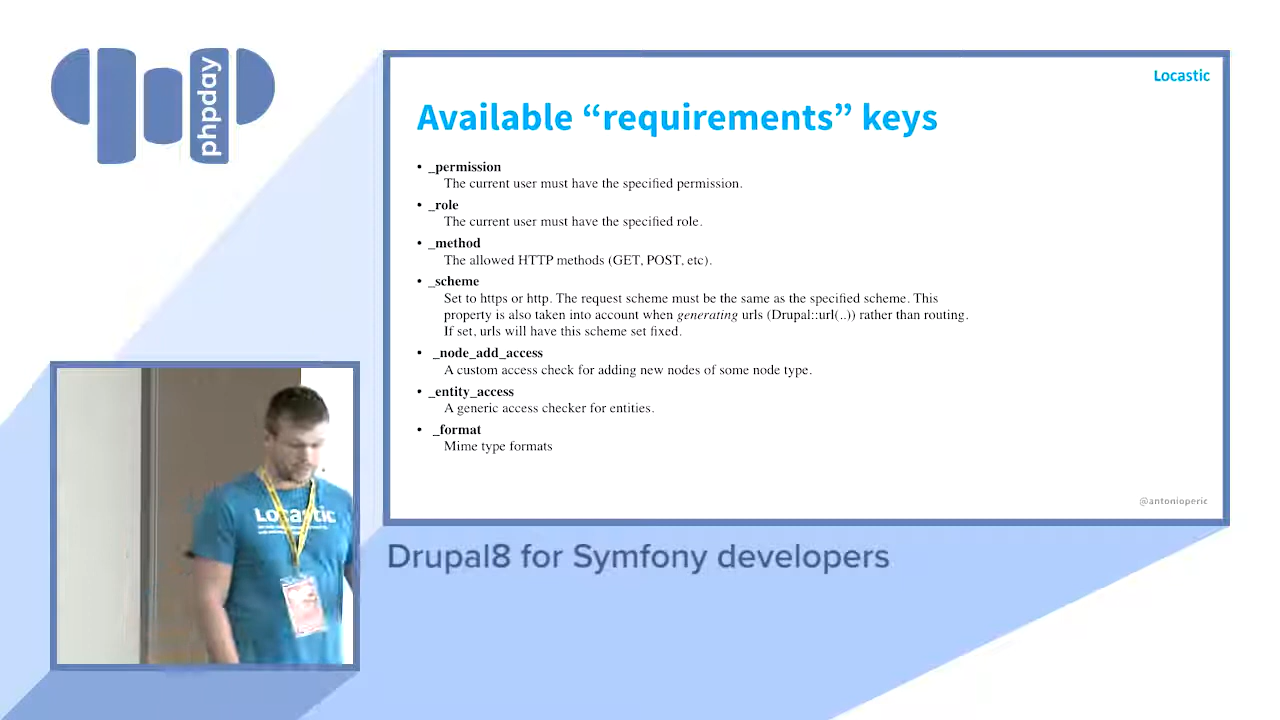 phpday
Locastic
Available “requirements” keys
• _permission
The current user must have the specified permission.
• _role
The current user must have the specified role.
• _method
The allowed HTTP methods (GET, POST, etc).
• _scheme
Set to https or http. The request scheme must be the same as the specified scheme. This
property is also taken into account when generating urls (Drupal::url(..)) rather than routing.
If set, urls will have this scheme set fixed.
• _node_add_access
A custom access check for adding new nodes of some node type.
• _entity_access
A generic access checker for entities.
• _format
Mime type formats
@antonioperic
Locastic
Drupal8 for Symfony developers